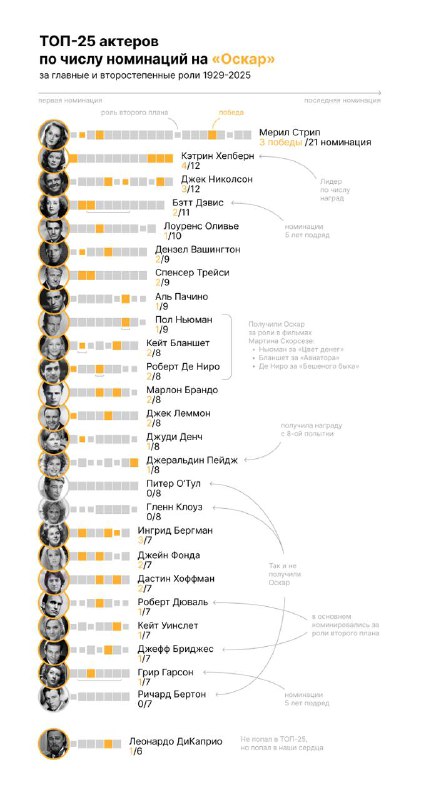 ТОП-25 актеров
по числу номинаций на «Оскар»
за главные и второстепенные роли 1929-2025
первая номинация
последняя номинация
роль второго плана
победа
Мерил Стрип
3 победы /21 номинация
Кэтрин Хепберн
4/12
Лидер
по числу
наград
Джек Николсон
3/12
Бэтт Дэвис
2/11
номинации
5 лет подряд
Лоуренс Оливье
1/10
Дензел Вашингтон
2/9
Спенсер Трейси
2/9
Аль Пачино
1/9
Пол Ньюман
1/9
Получили Оскар
за роли в фильмах
Мартина Скорсезе:
• Ньюман за «Цвет денег»
• Бланшет за «Авиатора»
• Де Ниро за «Бешеного быка»
Кейт Бланшет
2/8
Роберт Де Ниро
2/8
Марлон Брандо
2/8
Джек Леммон
2/8
Джуди Денч
1/8
получила награду
с 8-ой попытки
Джеральдин Пейдж
1/8
Питер О'Тул
0/8
Гленн Клоуз
0/8
Ингрид Бергман
3/7
Джейн Фонда
2/7
Так и не
получили
Оскар
Дастин Хоффман
2/7
Роберт Дюваль
1/7
в основном
номинировались за
роли второго плана
Кейт Уинслет
1/7
Джефф Бриджес
1/7
Грир Гарсон
1/7
номинации
5 лет подряд
Ричард Бертон
0/7
Леонардо ДиКаприо
1/6
Не попал в ТОП-25,
но попал в наши сердца